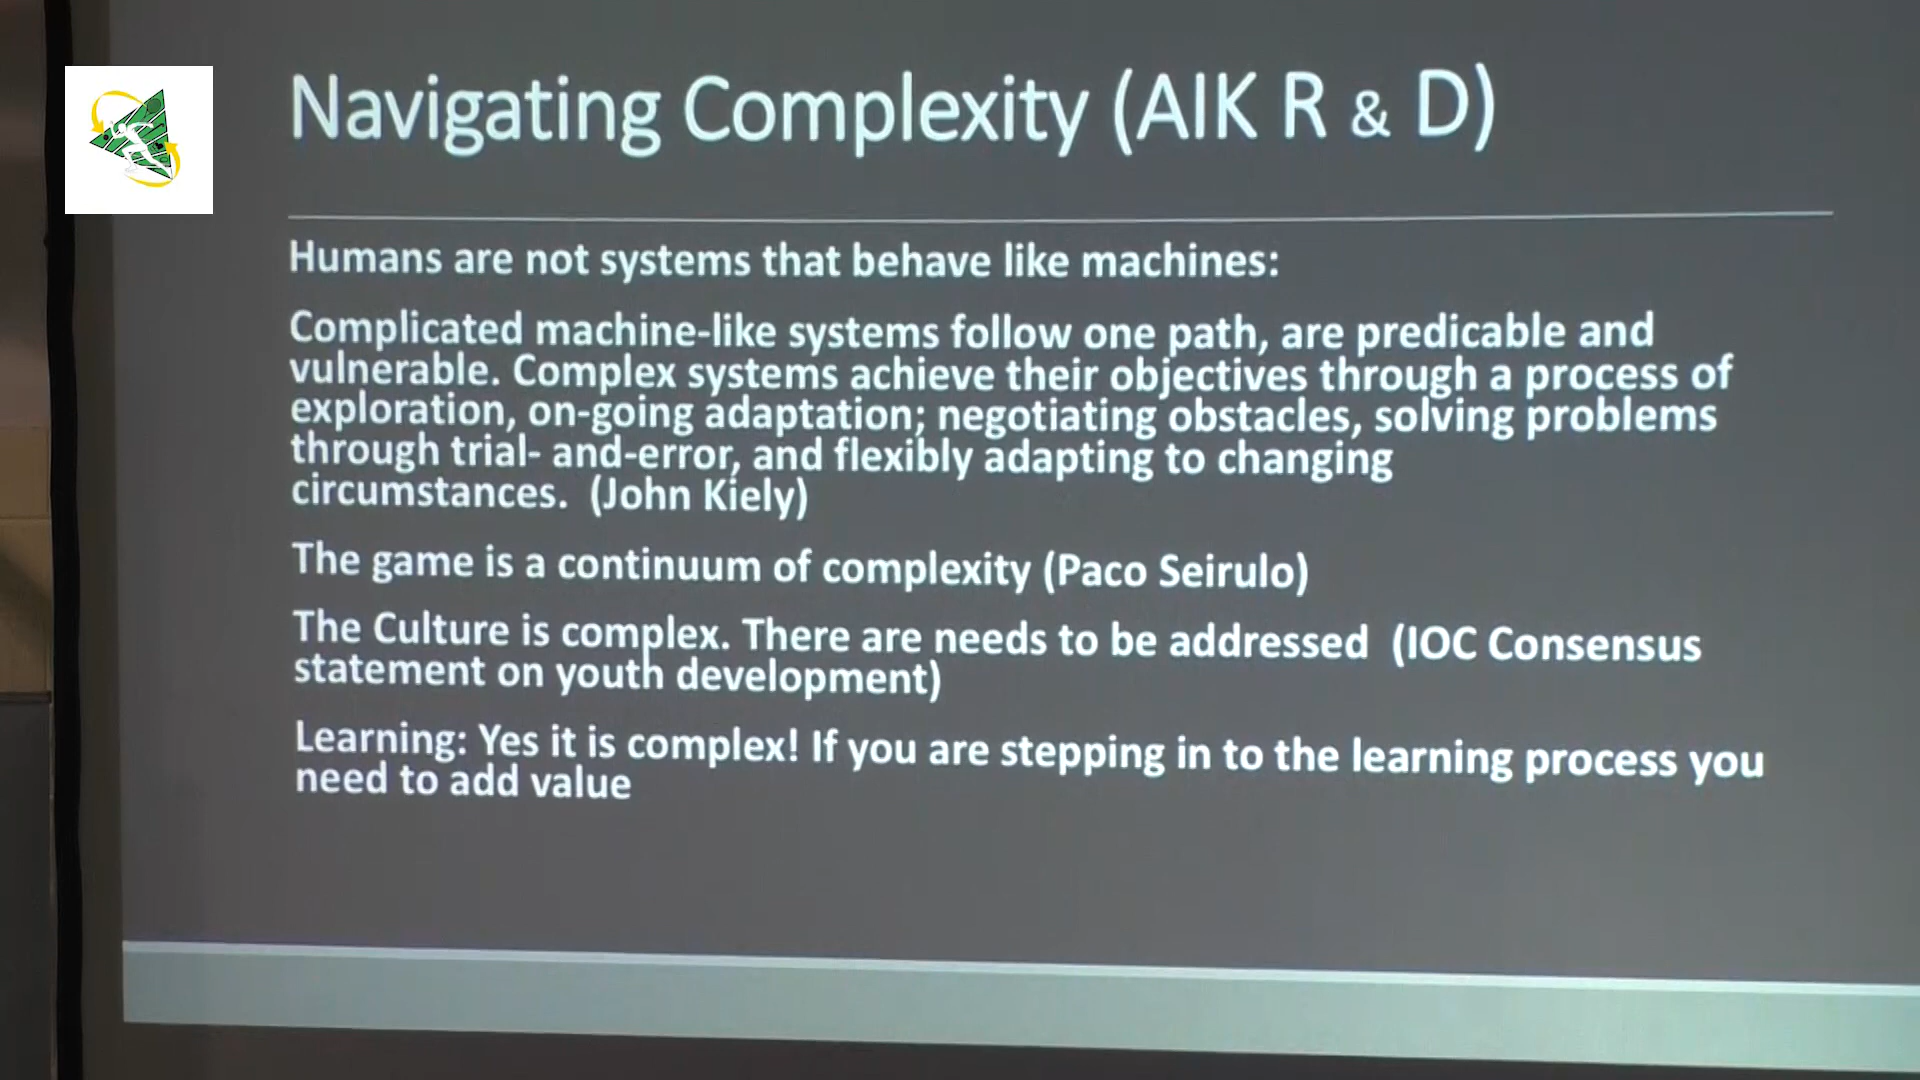 Navigating Complexity (AIK R & D)
Humans are not systems that behave like machines:
Complicated machine-like systems follow one path, are predicable and
vulnerable. Complex systems achieve their objectives through a process of
exploration, on-going adaptation; negotiating obstacles, solving problems
through trial- and-error, and flexibly adapting to changing
circumstances. (John Kiely)
The game is a continuum of complexity (Paco Seirulo)
The Culture is complex. There are needs to be addressed (IOC Consensus
statement on youth development)
Learning: Yes it is complex! If you are stepping in to the learning process you
need to add value